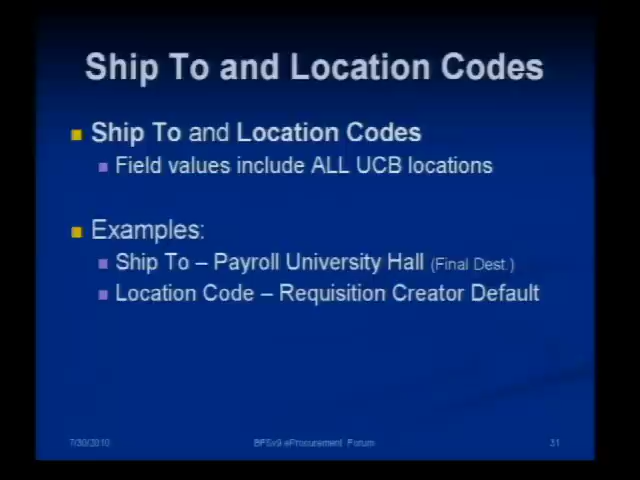 Ship To and Location Codes
Ship To and Location Codes
Field values include ALL UCB locations
Examples:
Ship To – Payroll University Hall (Final Dest.)
Location Code – Requisition Creator Default
7/30/2010
BFSv9 eProcurement Forum
31